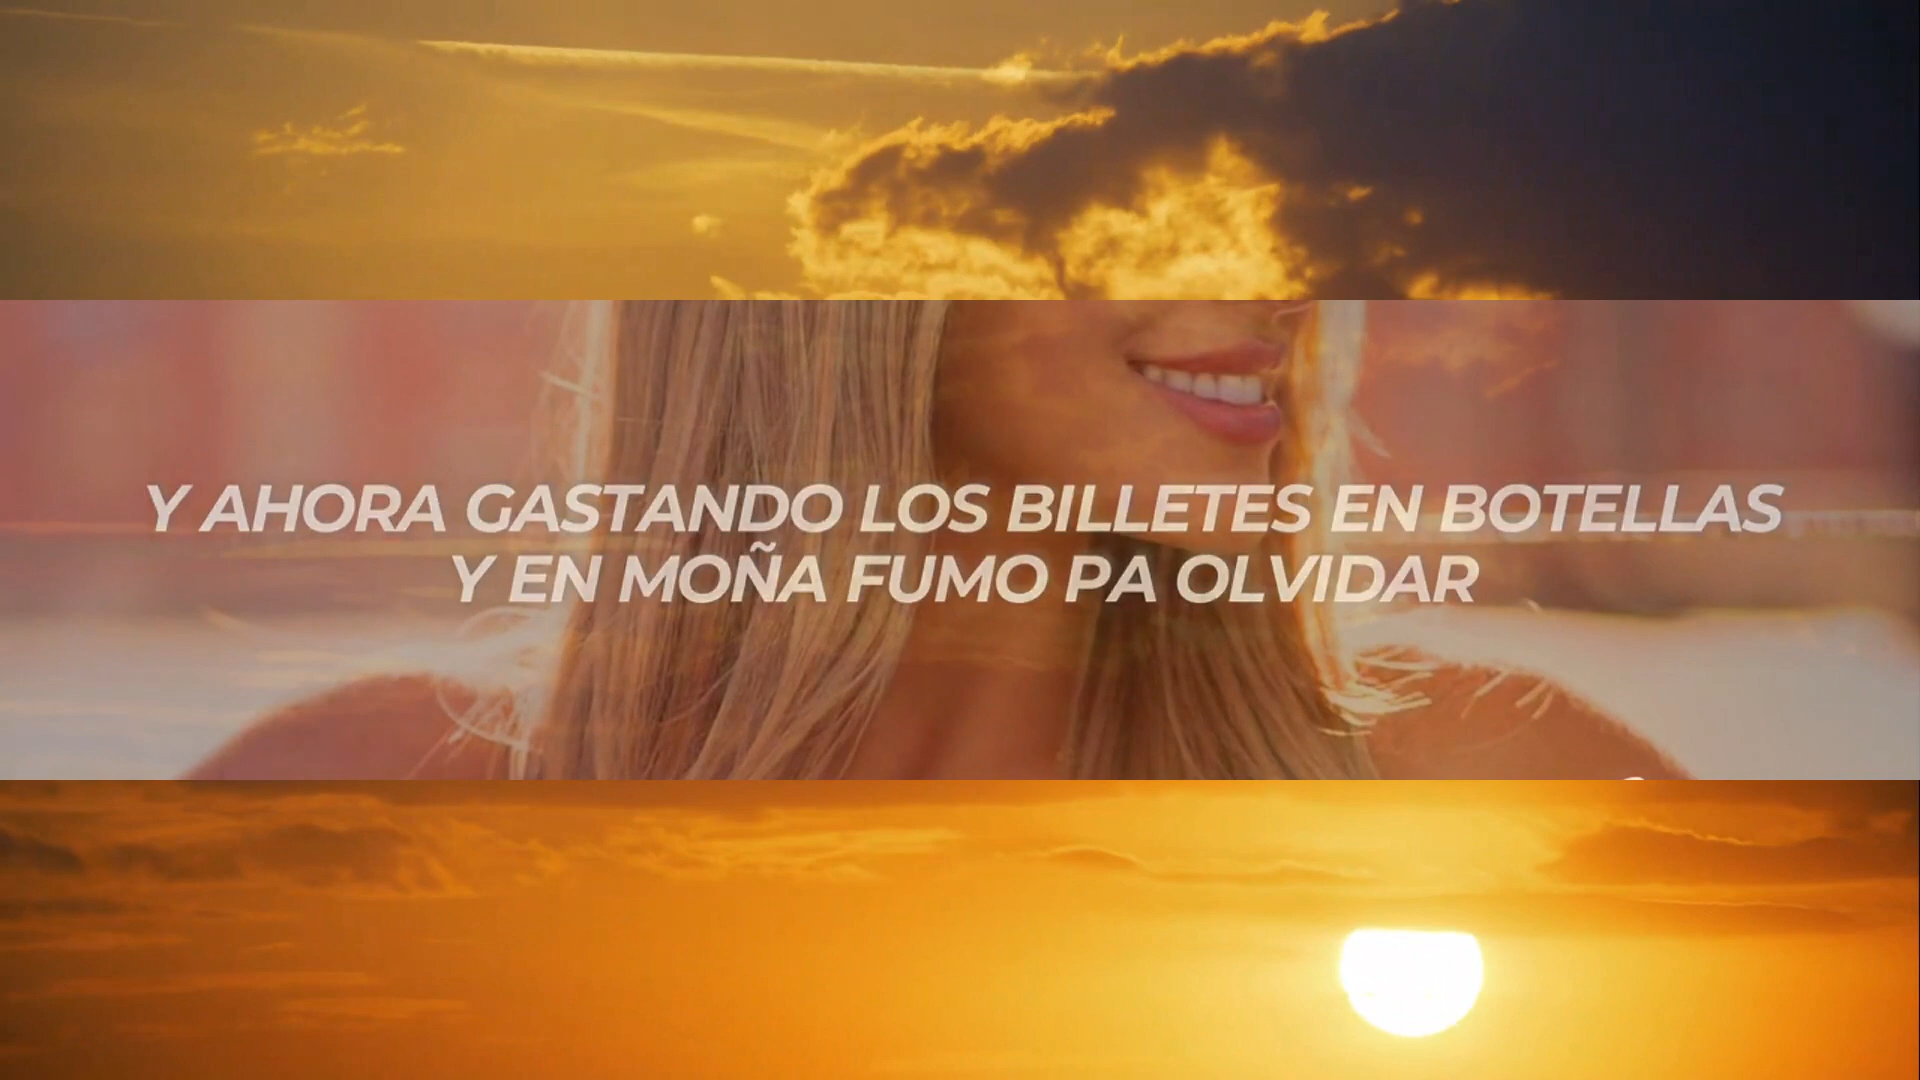 Y AHORA GASTANDO LOS BILLETES EN BOTELLAS
Y EN MOÑA FUMO PA OLVIDAR